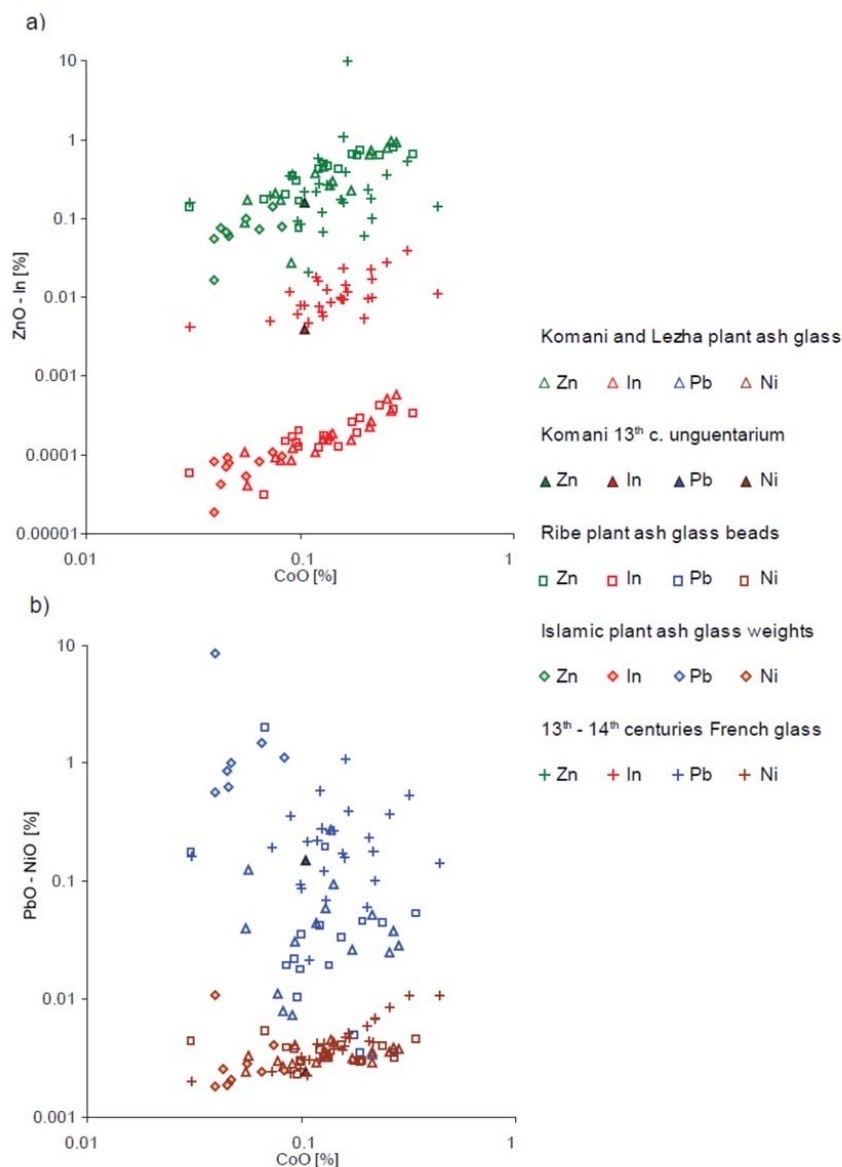 a)
10
1
0.1
0.01
0.001
0.0001
0.00001
ZnO - In [%]
0.01 0.1 1
CoO [%]
b)
10
1
0.1
0.01
0.001
PbO - NiO [%]
0.01 0.1 1
CoO [%]
Komani and Lezha plant ash glass
Zn In Pb Ni
Komani 13th c. unguentarium
Zn In Pb Ni
Ribe plant ash glass beads
Zn In Pb Ni
Islamic plant ash glass weights
Zn In Pb Ni
13th - 14th centuries French glass
Zn In Pb Ni